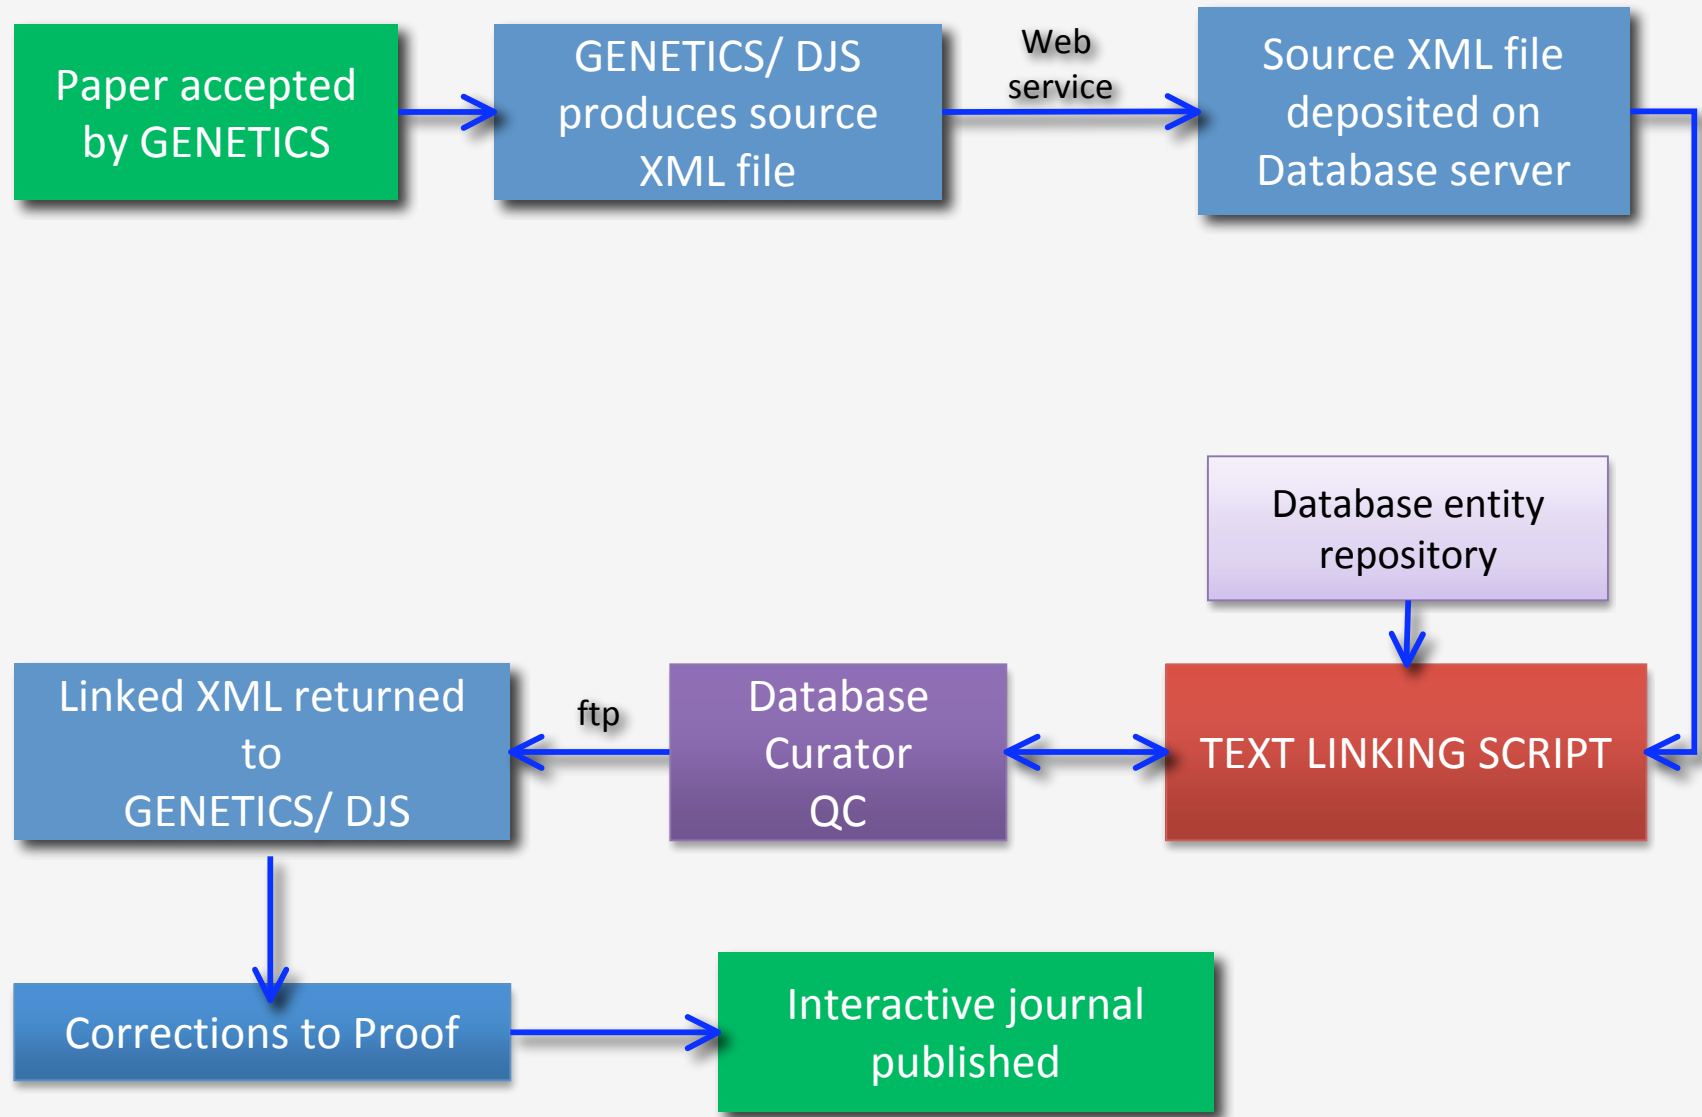 Paper accepted
by GENETICS
GENETICS/ DJS
produces source
XML file
Web
service
Source XML file
deposited on
Database server
Database entity
repository
TEXT LINKING SCRIPT
Database
Curator
QC
ftp
Linked XML returned
to
GENETICS/ DJS
Corrections to Proof
Interactive journal
published